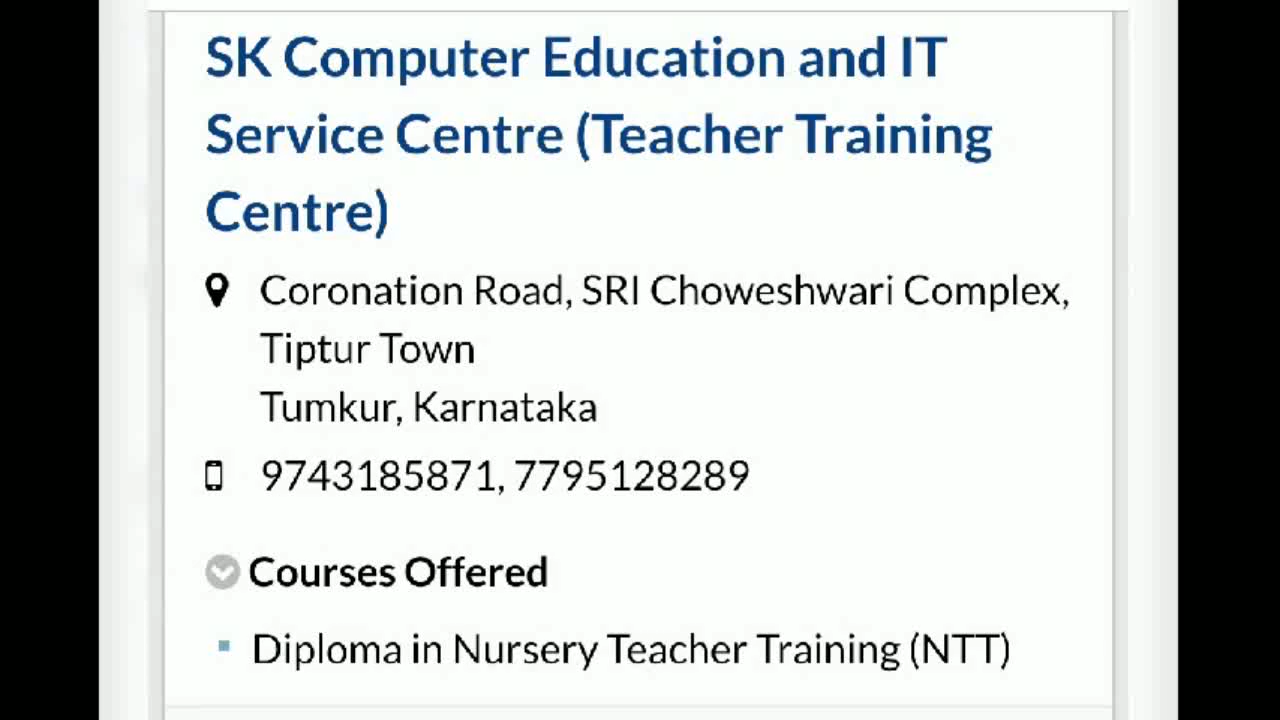 SK Computer Education and IT
Service Centre (Teacher Training
Centre)
Coronation Road, SRI Choweshwari Complex,
Tiptur Town
Tumkur, Karnataka
9743185871, 7795128289
Courses Offered
Diploma in Nursery Teacher Training (NTT)